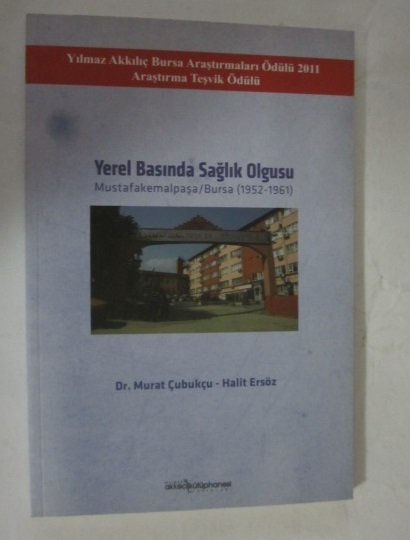 Yılmaz Akkılıç Bursa Araştırmaları Ödülü 2011
Araştırma Teşvik Ödülü
Yerel Basında Sağlık Olgusu
Mustafakemalpaşa/Bursa (1952-1961)
Dr. Murat Çubukçu - Halit Ersöz
akkılıçkütüphanesi